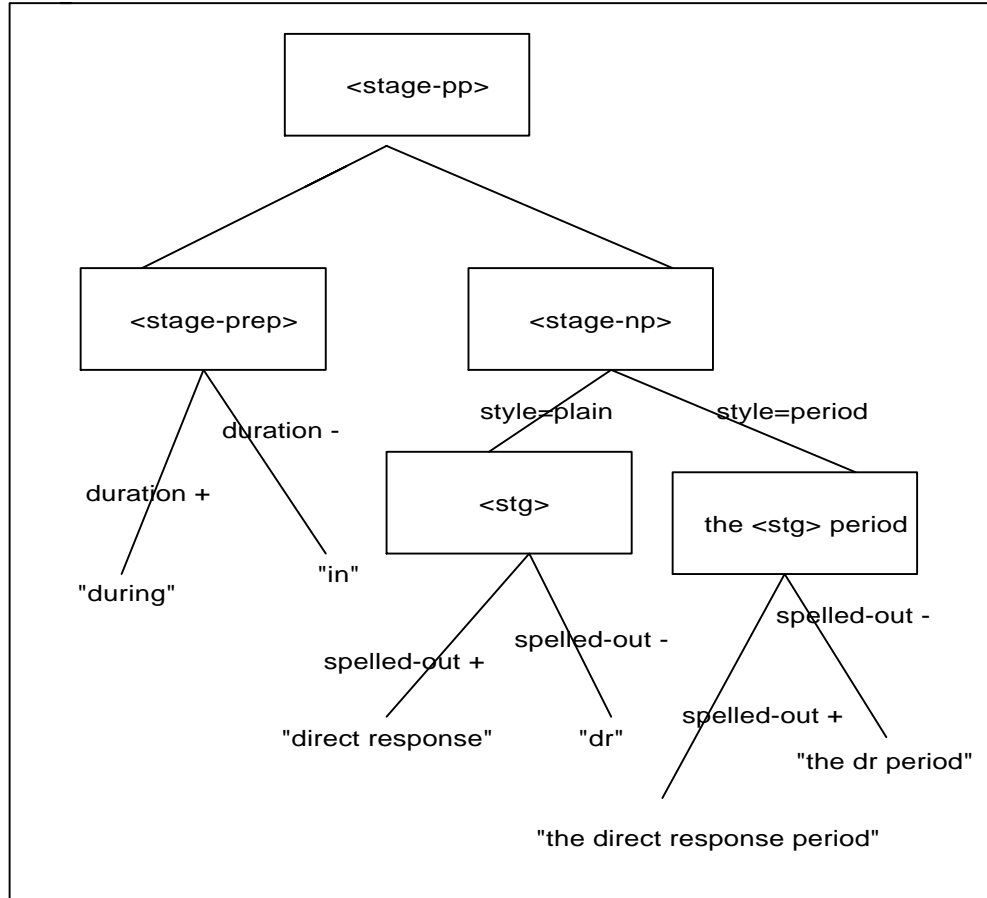 <stage-pp>
<stage-prep>
<stage-np>
style=plain
style=period
duration -
duration +
<stg>
the <stg> period
"in"
"during"
spelled-out -
spelled-out -
spelled-out +
spelled-out +
"direct response"
"dr"
"the dr period"
"the direct response period"